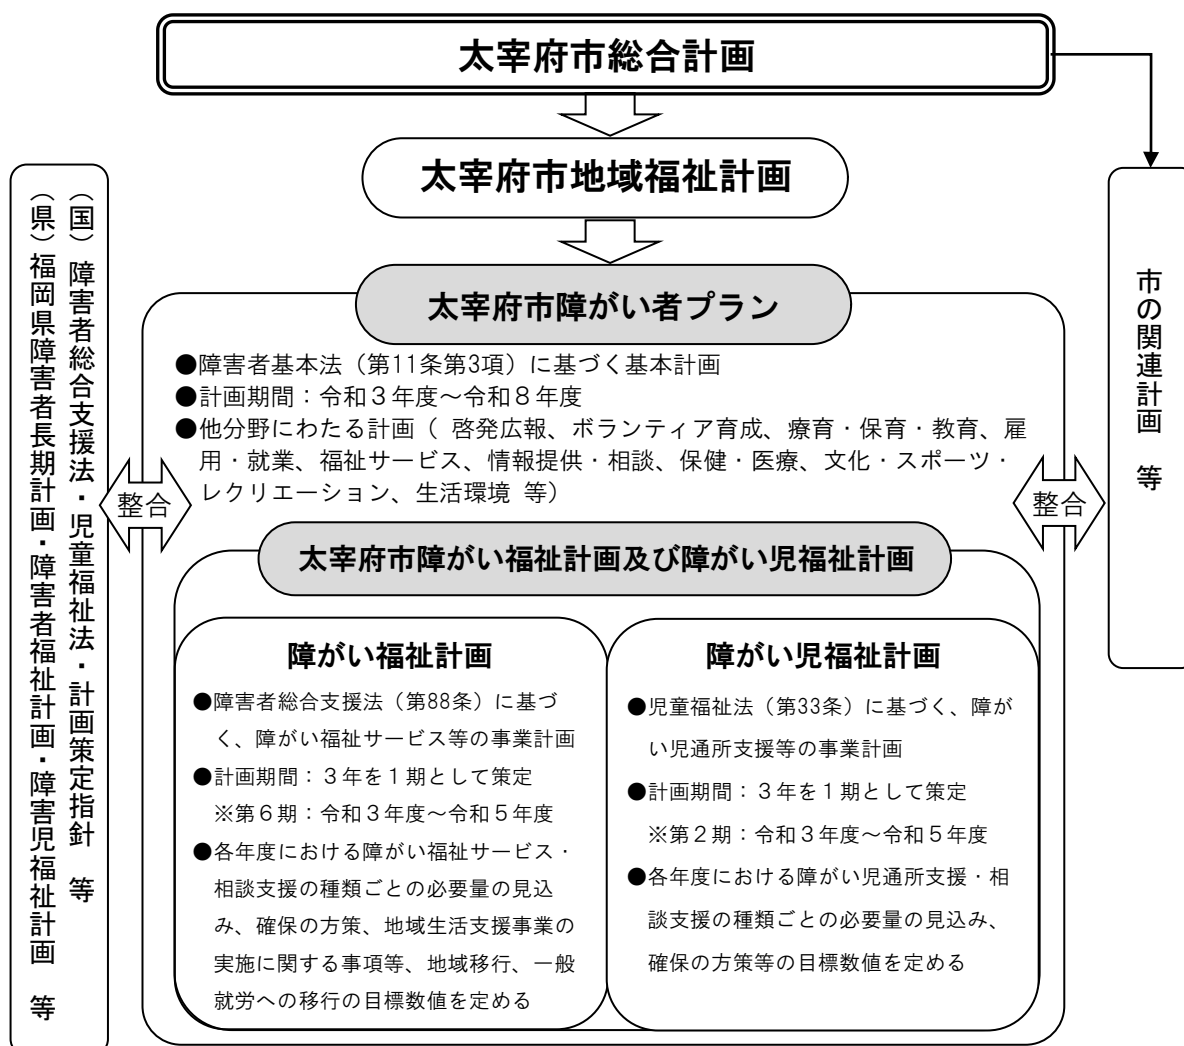 太宰府市総合計画
太宰府市地域福祉計画
（国）障害者総合支援法・児童福祉法・計画策定指針　等
（県）福岡県障害者長期計画・障害者福祉計画・障害児福祉計画　等
整合
太宰府市障がい者プラン
●障害者基本法（第11条第3項）に基づく基本計画
●計画期間：令和３年度～令和８年度
●他分野にわたる計画（ 啓発広報、ボランティア育成、療育・保育・教育、雇
用・就業、福祉サービス、情報提供・相談、保健・医療、文化・スポーツ・
レクリエーション、生活環境 等）
整合
市の関連計画　等
太宰府市障がい福祉計画及び障がい児福祉計画
障がい福祉計画
●障害者総合支援法（第88条）に基づ
く、障がい福祉サービス等の事業計画
●計画期間：３年を１期として策定
※第６期：令和３年度～令和５年度
●各年度における障がい福祉サービス・
相談支援の種類ごとの必要量の見込
み、確保の方策、地域生活支援事業の
実施に関する事項等、地域移行、一般
就労への移行の目標数値を定める
障がい児福祉計画
●児童福祉法（第33条）に基づく、障が
い児通所支援等の事業計画
●計画期間：３年を１期として策定
※第２期：令和３年度～令和５年度
●各年度における障がい児通所支援・相
談支援の種類ごとの必要量の見込み、
確保の方策等の目標数値を定める